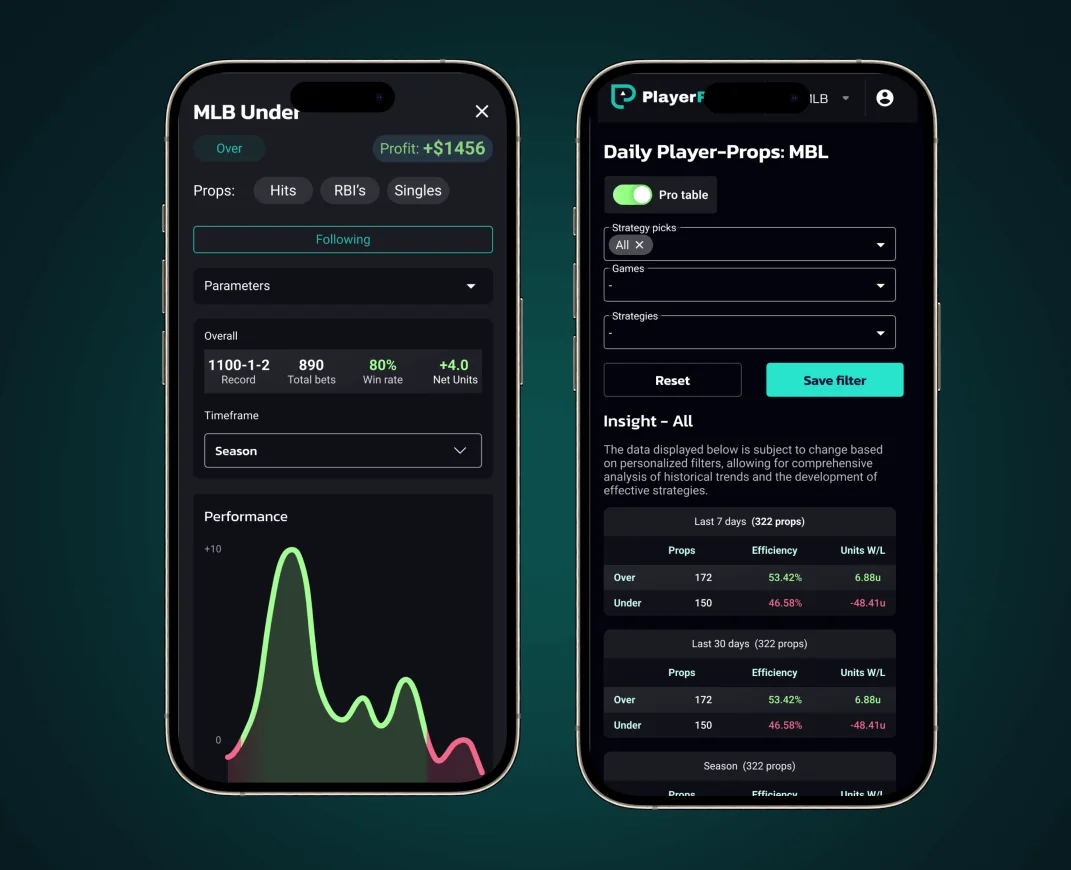 MLB Under
Over
Profit: +$1456
Props:
Hits
RBI's
Singles
Following
Parameters
Overall
1100-1-2 890 80% +4.0
Record Total bets Win rate Net Units
Timeframe
Season
Performance
+10
0
Player
MLB
Daily Player-Props: MBL
Pro table
Strategy picks
All
Games
-
Strategies
-
Reset
Save filter
Insight - All
The data displayed below is subject to change based
on personalized filters, allowing for comprehensive
analysis of historical trends and the development of
effective strategies.
Last 7 days (322 props)
Props Efficiency Units W/L
Over 172 53.42% 6.88u
Under 150 46.58% -48.41u
Last 30 days (322 props)
Props Efficiency Units W/L
Over 172 53.42% 6.88u
Under 150 46.58% -48.41u
Season (322 props)
Props Efficiency Units W/L